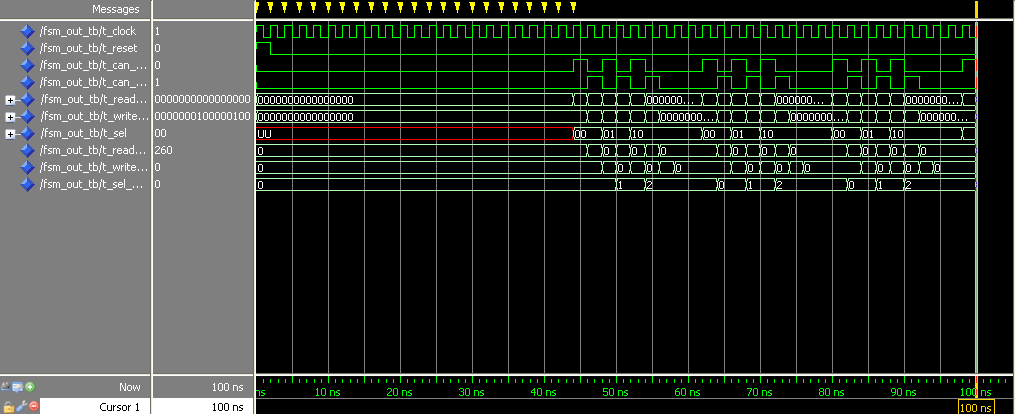 Messages
/fsm_out_tb/t_clock 1
/fsm_out_tb/t_reset 0
/fsm_out_tb/t_can_... 0
/fsm_out_tb/t_can_... 1
/fsm_out_tb/t_read... 0000000000000000 0000000000000000 000000... 000000... 0000000...
/fsm_out_tb/t_write... 0000000100000100 0000000000000000 0000000... 0000000... 000000...
/fsm_out_tb/t_sel 00 UU 00 01 10 00 01 10 00 01 10
/fsm_out_tb/t_read... 260 0 0 0 0 0 0 0 0 0 0 0 0
/fsm_out_tb/t_write... 0 0 0 0 0 0 0 0 0 0 0 0 0
/fsm_out_tb/t_sel_... 0 0 1 2 0 1 2 0 1 2
Now 100 ns ns 10 ns 20 ns 30 ns 40 ns 50 ns 60 ns 70 ns 80 ns 90 ns 100 ns
Cursor 1 100 ns 100 ns